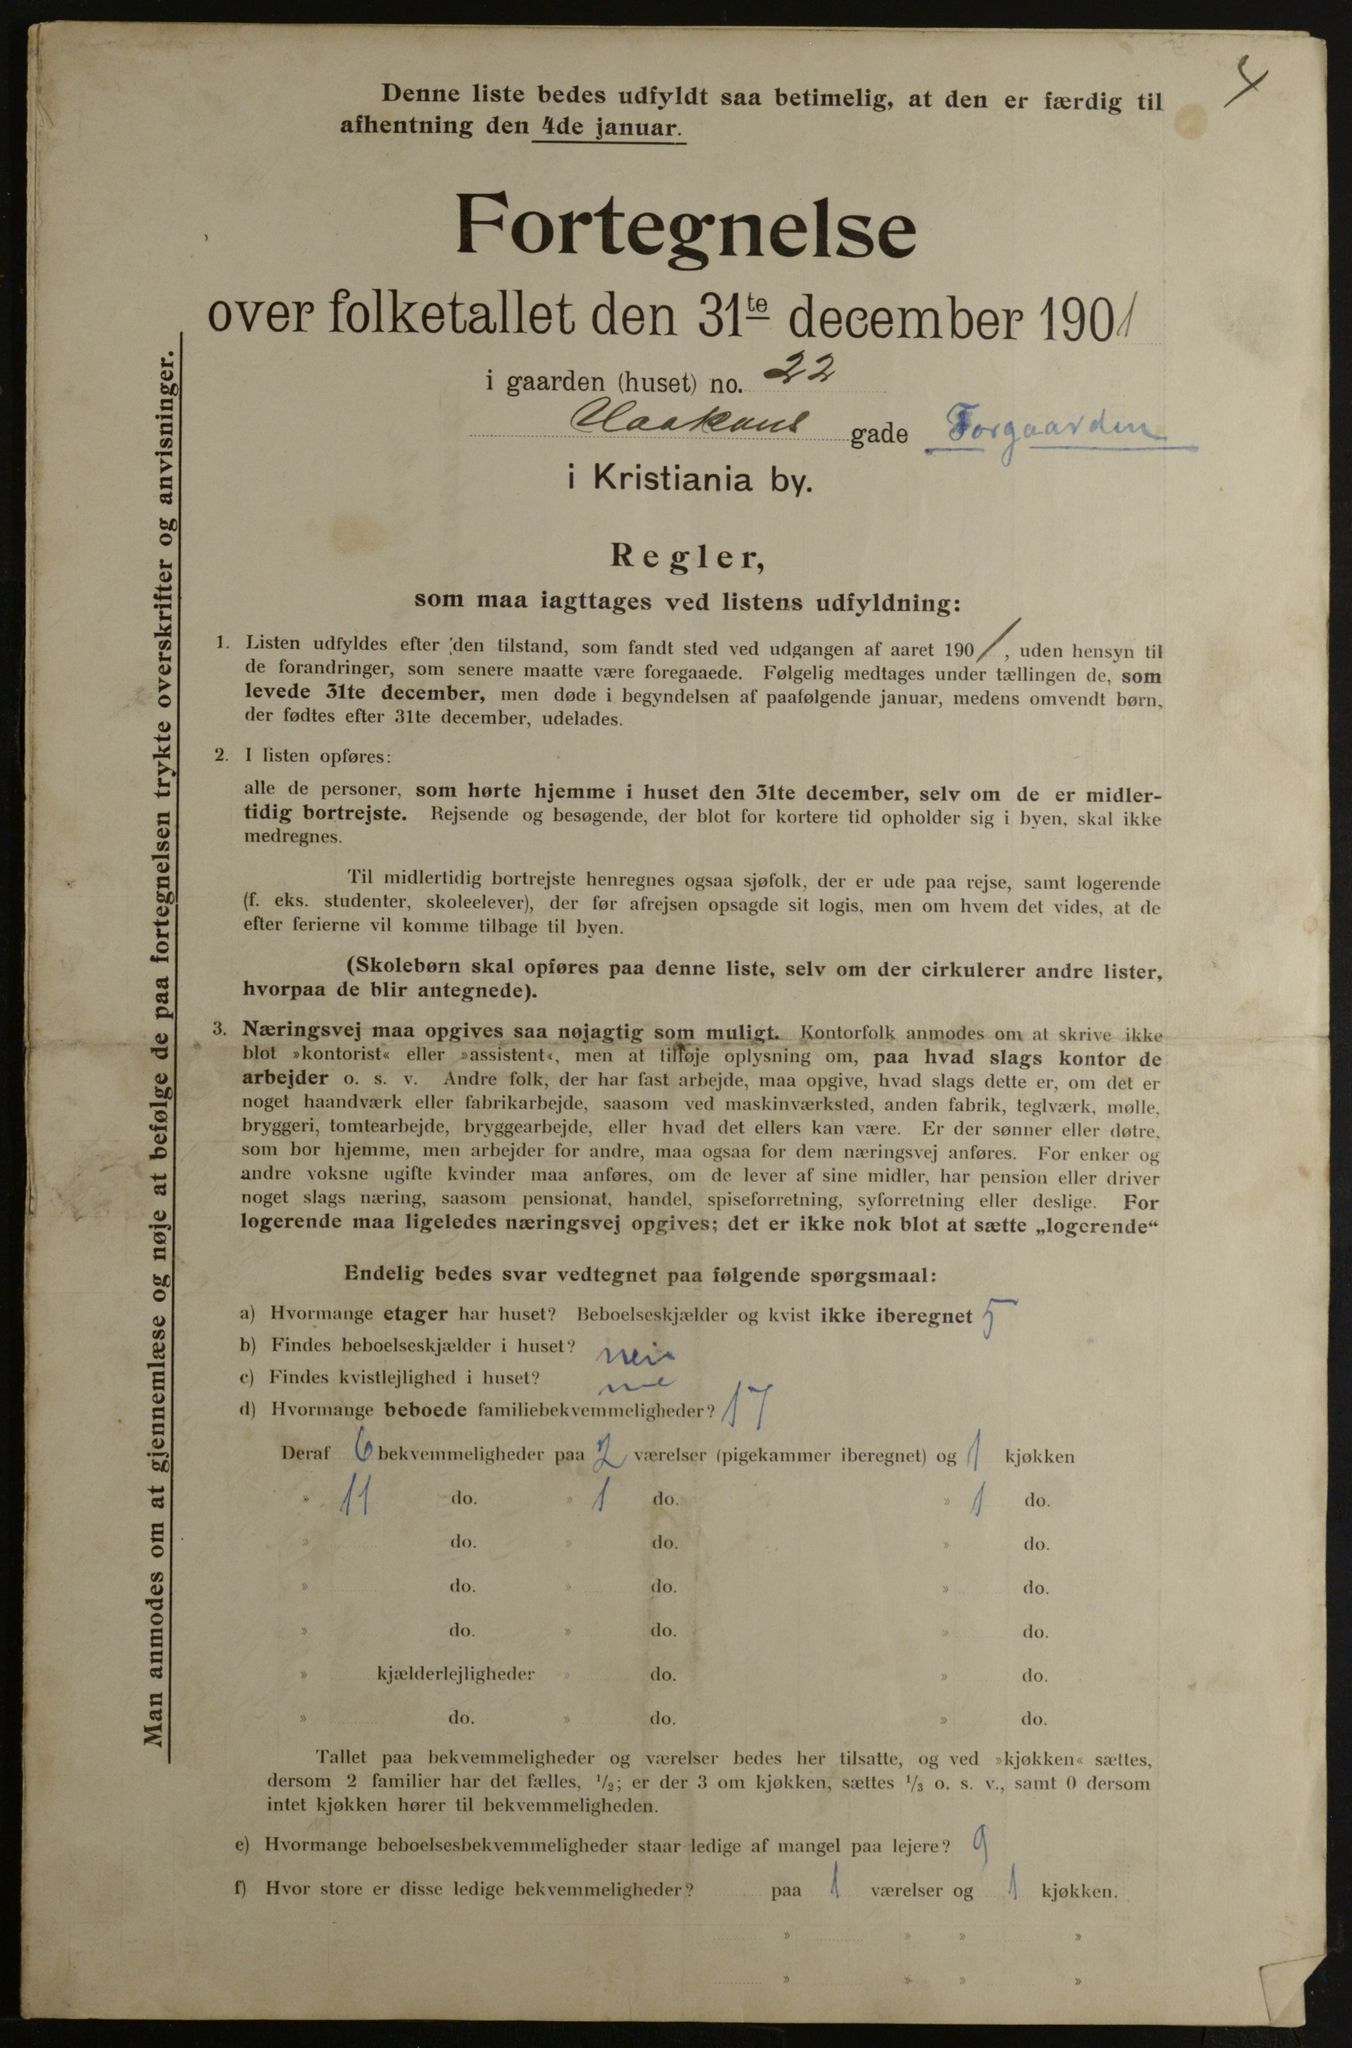 4
Denne liste bedes udfyldt saa betimelig, at den er færdig til
afhentning den 4de januar.
Fortegnelse
over folketallet den 31te december 1901
i gaarden (huset) no. 22
Haakons gade Forgaarden
i Kristiania by.
Regler,
som maa iagttages ved listens udfyldning:
1. Listen udfyldes efter den tilstand, som fandt sted ved udgangen af aaret 1901, uden hensyn til
de forandringer, som senere maatte være foregaaede. Følgelig medtages under tællingen de, som
levede 31te december, men døde i begyndelsen af paafølgende januar, medens omvendt børn,
der fødtes efter 31te december, udelades.
2. I listen opføres:
alle de personer, som hørte hjemme i huset den 31te december, selv om de er midler-
tidig bortrejste. Rejsende og besøgende, der blot for kortere tid opholder sig i byen, skal ikke
medregnes.
Til midlertidig bortrejste henregnes ogsaa sjøfolk, der er ude paa rejse, samt logerende
(f. eks. studenter, skoleelever), der før afrejsen opsagde sit logis, men om hvem det vides, at de
efter ferierne vil komme tilbage til byen.
(Skolebørn skal opføres paa denne liste, selv om der cirkulerer andre lister,
hvorpaa de blir antegnede).
3. Næringsvej maa opgives saa nøjagtig som muligt. Kontorfolk anmodes om at skrive ikke
blot »kontorist« eller »assistent«, men at tilføje oplysning om, paa hvad slags kontor de
arbejder o. s. v. Andre folk, der har fast arbejde, maa opgive, hvad slags dette er, om det er
noget haandværk eller fabrikarbejde, saasom ved maskinværksted, anden fabrik, teglværk, mølle,
bryggeri, tomtearbejde, bryggearbejde, eller hvad det ellers kan være. Er der sønner eller døtre,
som bor hjemme, men arbejder for andre, maa ogsaa for dem næringsvej anføres. For enker og
andre voksne ugifte kvinder maa anføres, om de lever af sine midler, har pension eller driver
noget slags næring, saasom pensionat, handel, spiseforretning, syforretning eller deslige. For
logerende maa ligeledes næringsvej opgives; det er ikke nok blot at sætte „logerende“
Endelig bedes svar vedtegnet paa følgende spørgsmaal:
a) Hvormange etager har huset? Beboelseskjælder og kvist ikke iberegnet 5
b) Findes beboelseskjælder i huset? nei
c) Findes kvistlejlighed i huset?
d) Hvormange beboede familiebekvemmeligheder? 17
Deraf 6 bekvemmeligheder paa 2 værelser (pigekammer iberegnet) og 1 kjøkken
» 11 do. » 1 do. » 1 do.
» do. » do. » do.
» do. » do. » do.
» do. » do. » do.
» kjælderlejligheder » do. » do.
» do. » do. » do.
Tallet paa bekvemmeligheder og værelser bedes her tilsatte, og ved »kjøkken« sættes,
dersom 2 familier har det fælles, 1/2; er der 3 om kjøkken, sættes 1/3 o. s. v., samt 0 dersom
intet kjøkken hører til bekvemmeligheden.
e) Hvormange beboelsesbekvemmeligheder staar ledige af mangel paa lejere? 9
f) Hvor store er disse ledige bekvemmeligheder? paa 1 værelser og 1 kjøkken.
» » » »
» » » »
Man anmodes om at gjennemlæse og nøje at befølge de paa fortegnelsen trykte overskrifter og anvisninger.